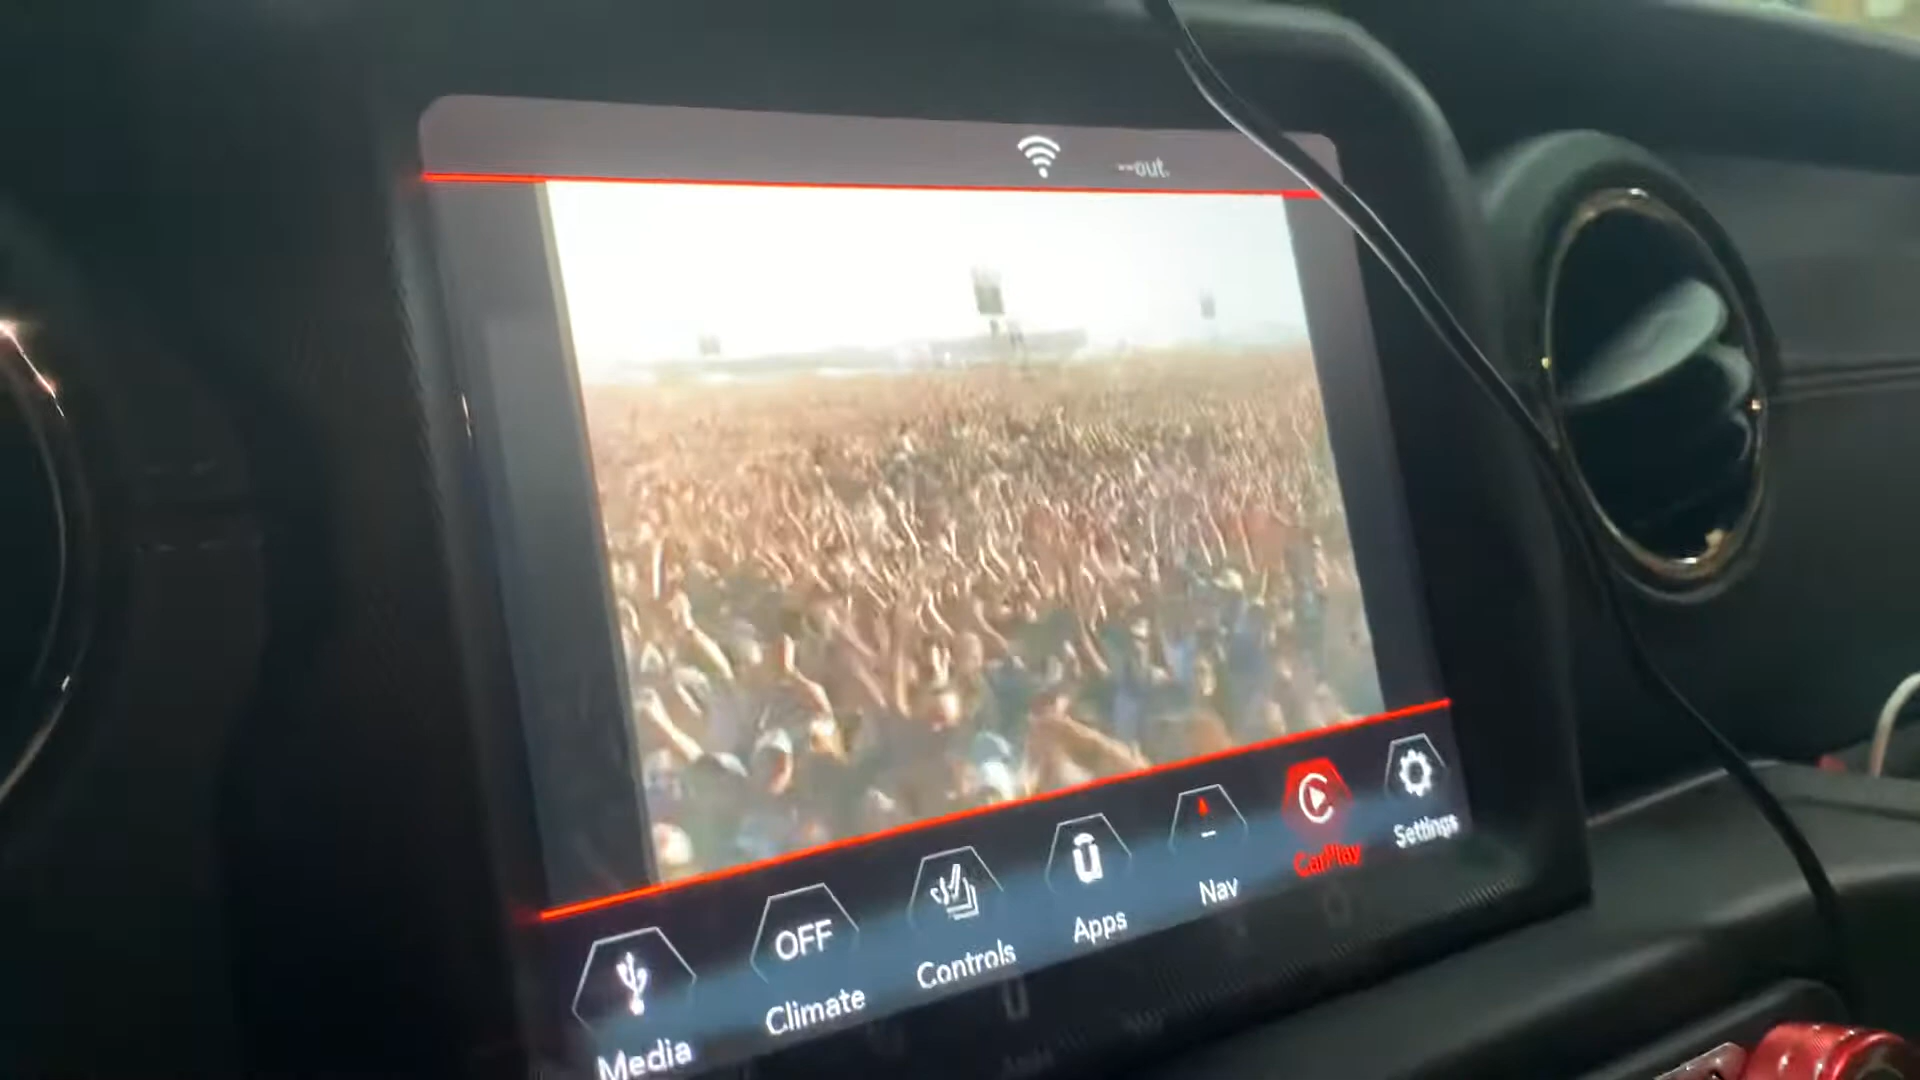 --out.
OFF
Media
Climate
Controls
Apps
Nav
CarPlay
Settings